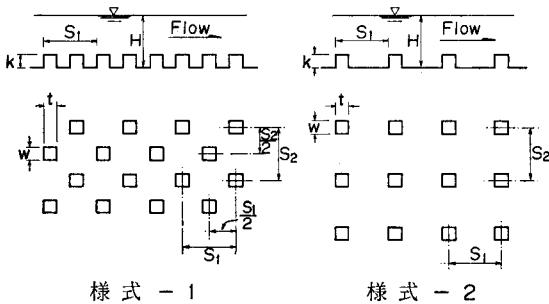 S₁
H
Flow
k
t
w
S₂/2
S₂
S₁/2
S₁
様式 - 1
S₁
H
Flow
k
t
w
S₂
S₁
様式 - 2